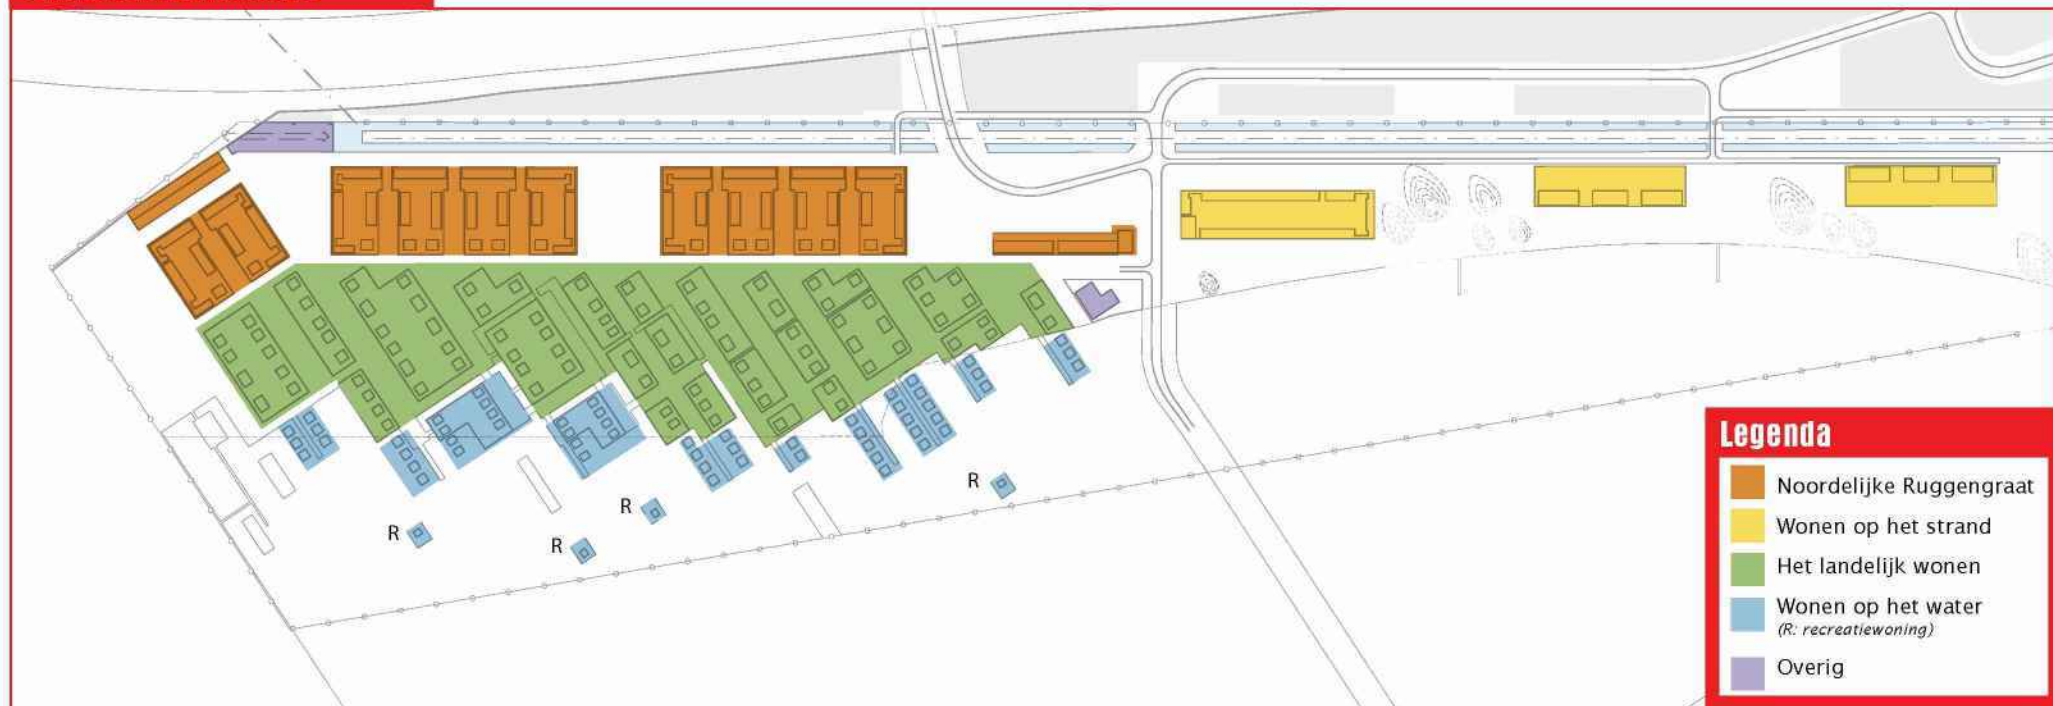 R
R
R
R
Legenda
Noordelijke Ruggengraat
Wonen op het strand
Het landelijk wonen
Wonen op het water
(R: recreatiewoning)
Overig